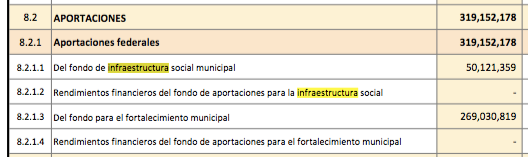 8.2 APORTACIONES 319,152,178
8.2.1 Aportaciones federales 319,152,178
8.2.1.1 Del fondo de infraestructura social municipal 50,121,359
8.2.1.2 Rendimientos financieros del fondo de aportaciones para la infraestructura social -
8.2.1.3 Del fondo para el fortalecimiento municipal 269,030,819
8.2.1.4 Rendimientos financieros del fondo de aportaciones para el fortalecimiento municipal -